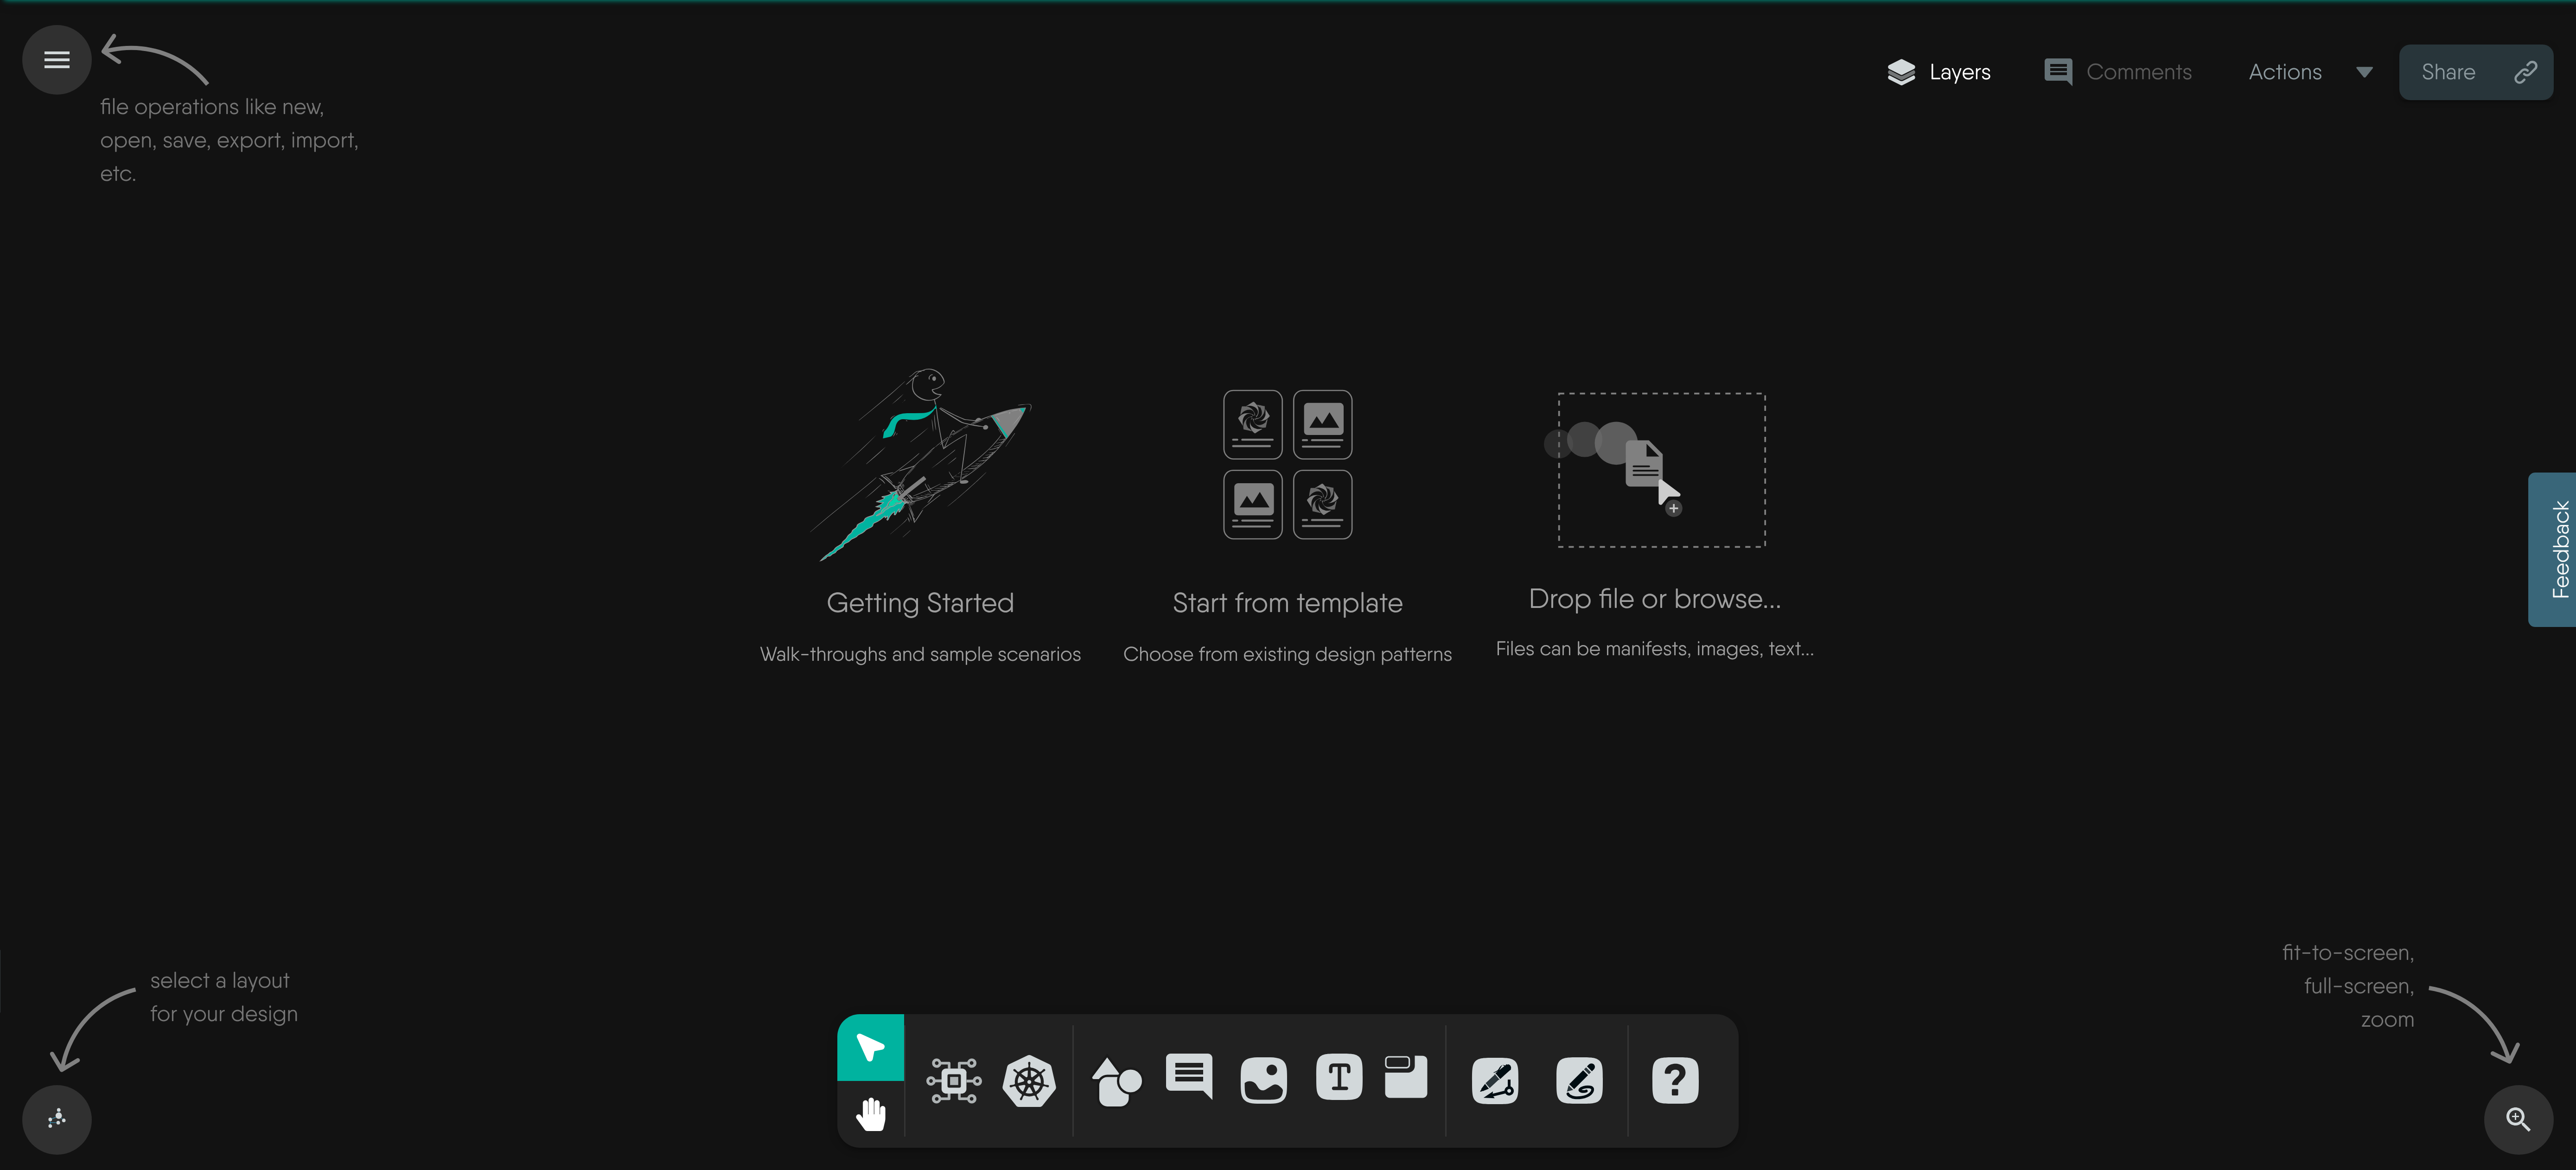 file operations like new,
open, save, export, import,
etc.
Layers
Comments
Actions
Share
Getting Started
Walk-throughs and sample scenarios
Start from template
Choose from existing design patterns
Drop file or browse...
Files can be manifests, images, text...
Feedback
select a layout
for your design
fit-to-screen,
full-screen,
zoom
T
?